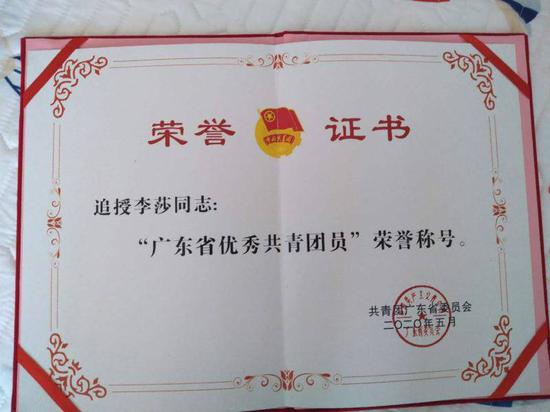 荣誉证书
追授李莎同志：
“广东省优秀共青团员”荣誉称号。
共青团广东省委员会
二〇二〇年五月